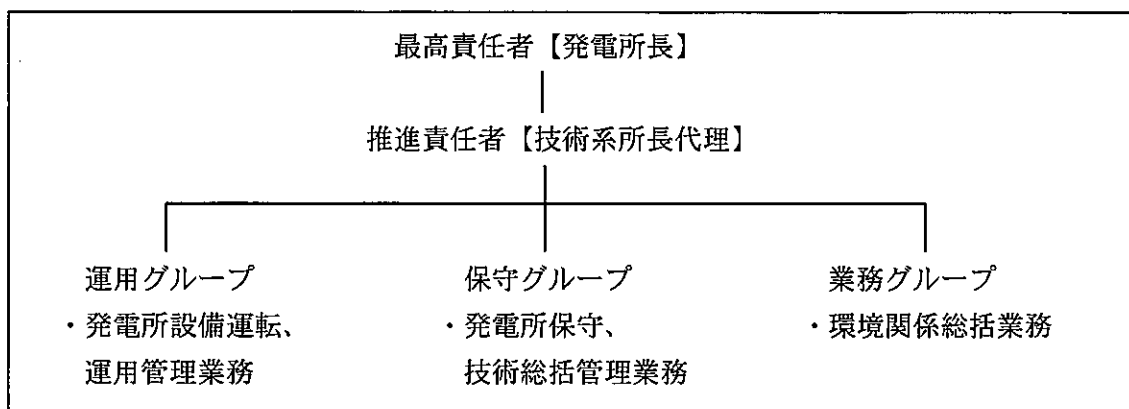 最高責任者【発電所長】
推進責任者【技術系所長代理】
運用グループ
・発電所設備運転、
運用管理業務
保守グループ
・発電所保守、
技術総括管理業務
業務グループ
・環境関係総括業務